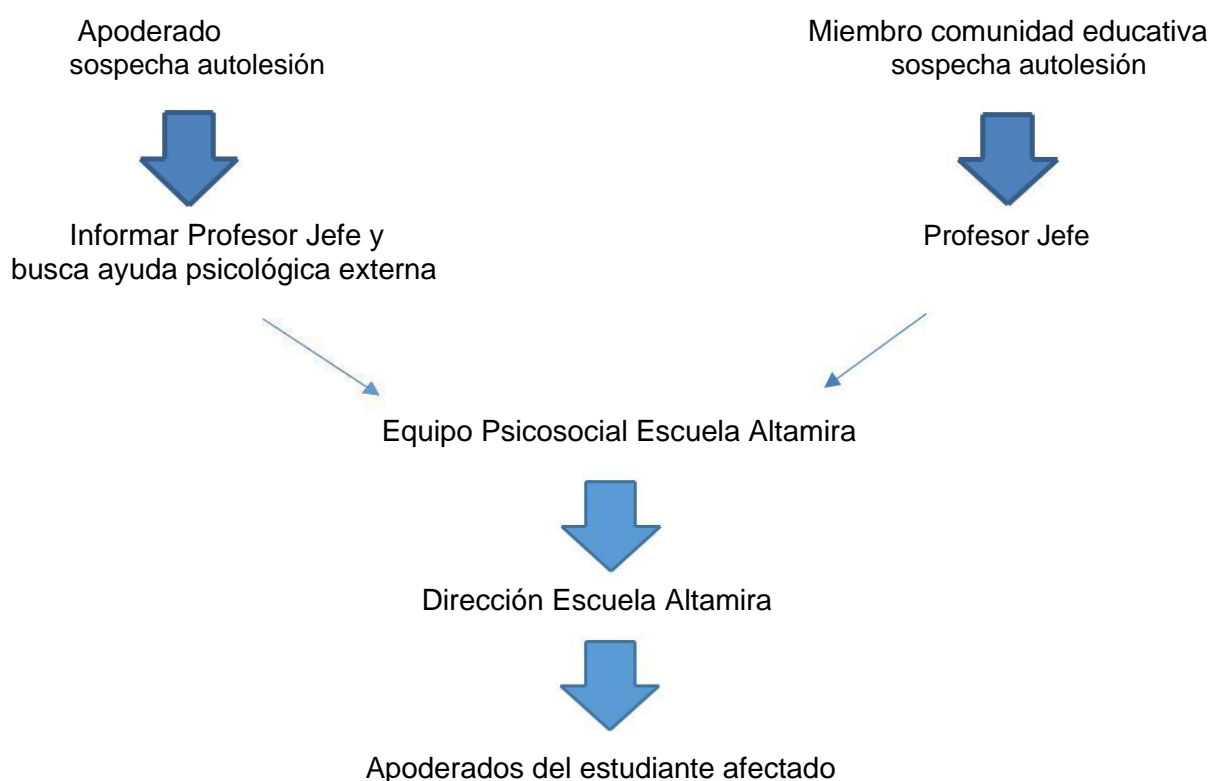 Apoderado
sospecha autolesión
Miembro comunidad educativa
sospecha autolesión
Informar Profesor Jefe y
busca ayuda psicológica externa
Profesor Jefe
Equipo Psicosocial Escuela Altamira
Dirección Escuela Altamira
Apoderados del estudiante afectado